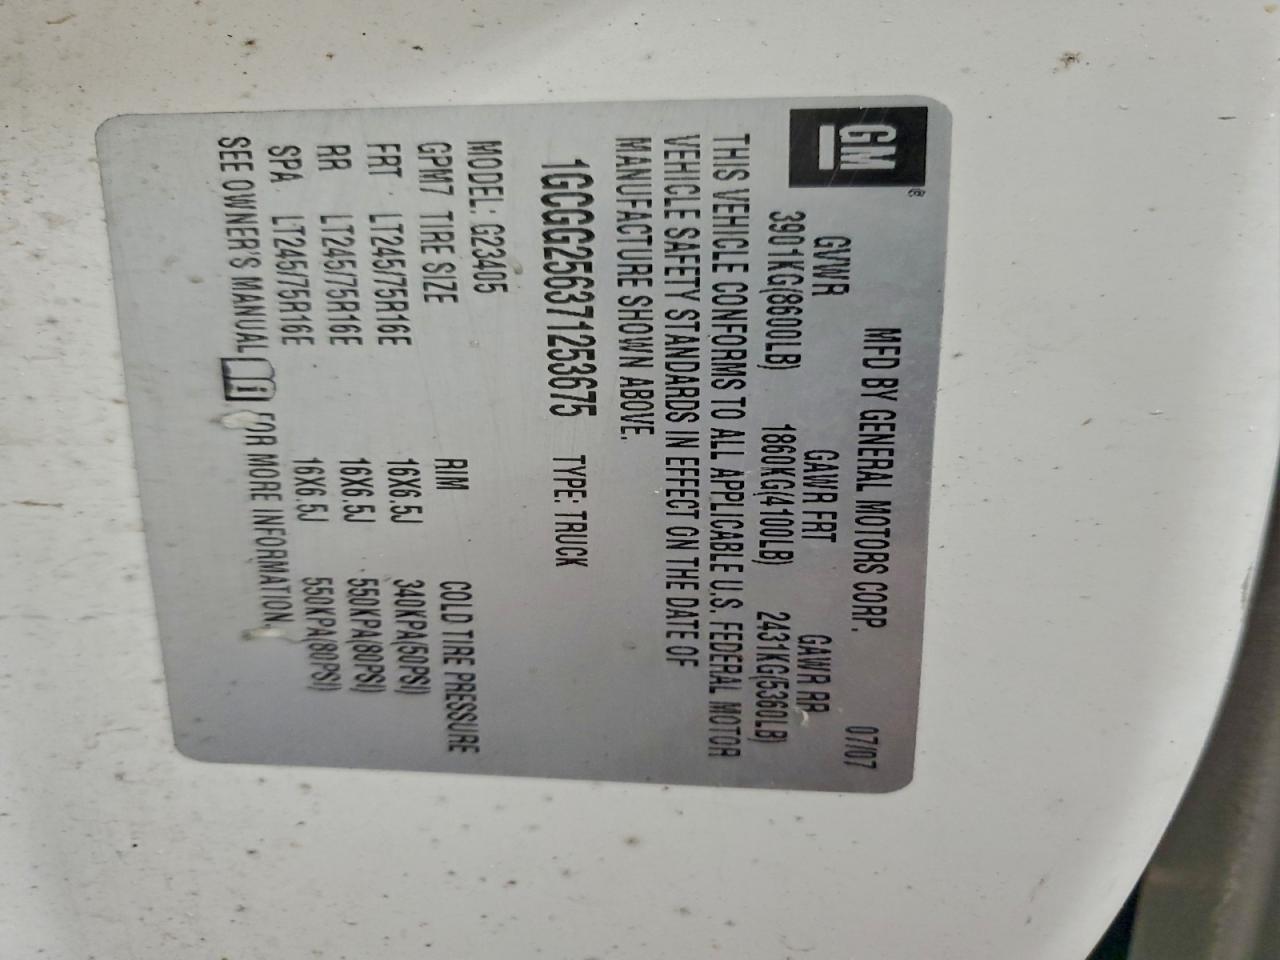 GM ®
MFD BY GENERAL MOTORS CORP. 07/07
GVWR GAWR FRT GAWR RR
3901KG(8600LB) 1860KG(4100LB) 2431KG(5360LB)
THIS VEHICLE CONFORMS TO ALL APPLICABLE U.S. FEDERAL MOTOR
VEHICLE SAFETY STANDARDS IN EFFECT ON THE DATE OF
MANUFACTURE SHOWN ABOVE.
1GCGG256371253675 TYPE: TRUCK
MODEL: G23405
GPM7 TIRE SIZE RIM COLD TIRE PRESSURE
FRT LT245/75R16E 16X6.5J 340KPA(50PSI)
RR LT245/75R16E 16X6.5J 550KPA(80PSI)
SPA LT245/75R16E 16X6.5J 550KPA(80PSI)
SEE OWNER'S MANUAL i FOR MORE INFORMATION.